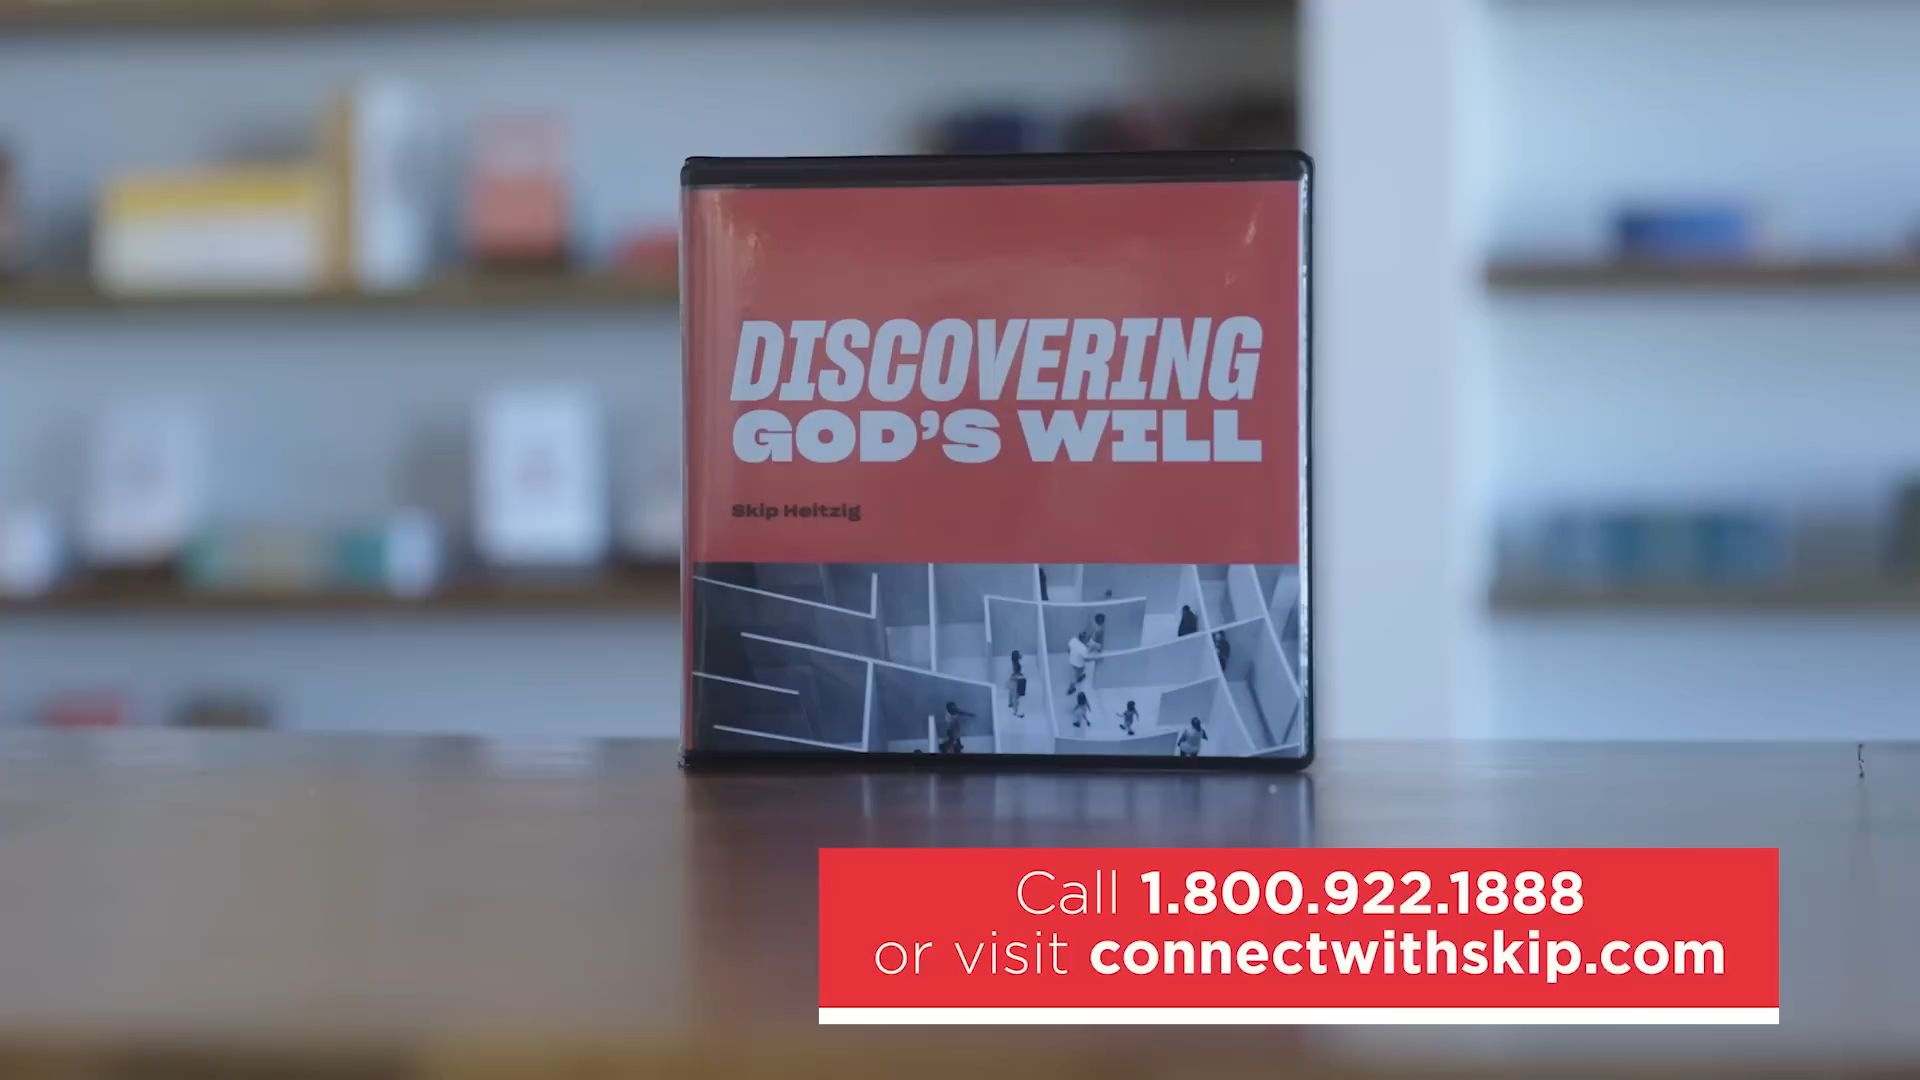 DISCOVERING
GOD'S WILL
Skip Heitzig
Call 1.800.922.1888
or visit connectwithskip.com